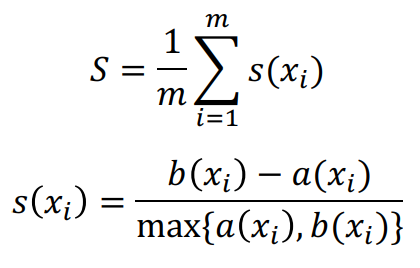 S = \frac{1}{m} \sum_{i=1}^{m} s(x_i)
s(x_i) = \frac{b(x_i) - a(x_i)}{\max\{a(x_i), b(x_i)\}}